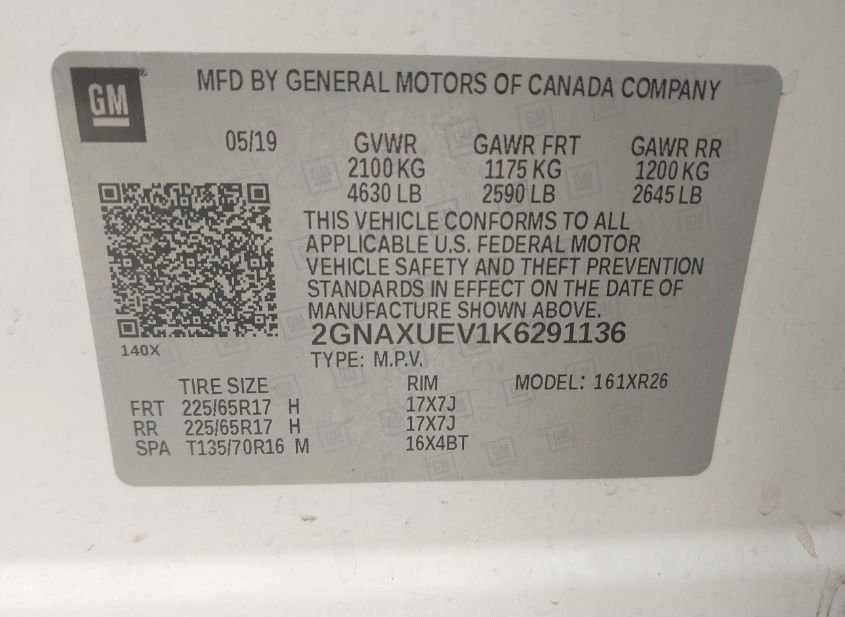 GM
MFD BY GENERAL MOTORS OF CANADA COMPANY
05/19 GVWR GAWR FRT GAWR RR
2100 KG 1175 KG 1200 KG
4630 LB 2590 LB 2645 LB
THIS VEHICLE CONFORMS TO ALL
APPLICABLE U.S. FEDERAL MOTOR
VEHICLE SAFETY AND THEFT PREVENTION
STANDARDS IN EFFECT ON THE DATE OF
MANUFACTURE SHOWN ABOVE.
2GNAXUEV1K6291136
140X
TYPE: M.P.V.
TIRE SIZE RIM MODEL: 161XR26
FRT 225/65R17 H 17X7J
RR 225/65R17 H 17X7J
SPA T135/70R16 M 16X4BT